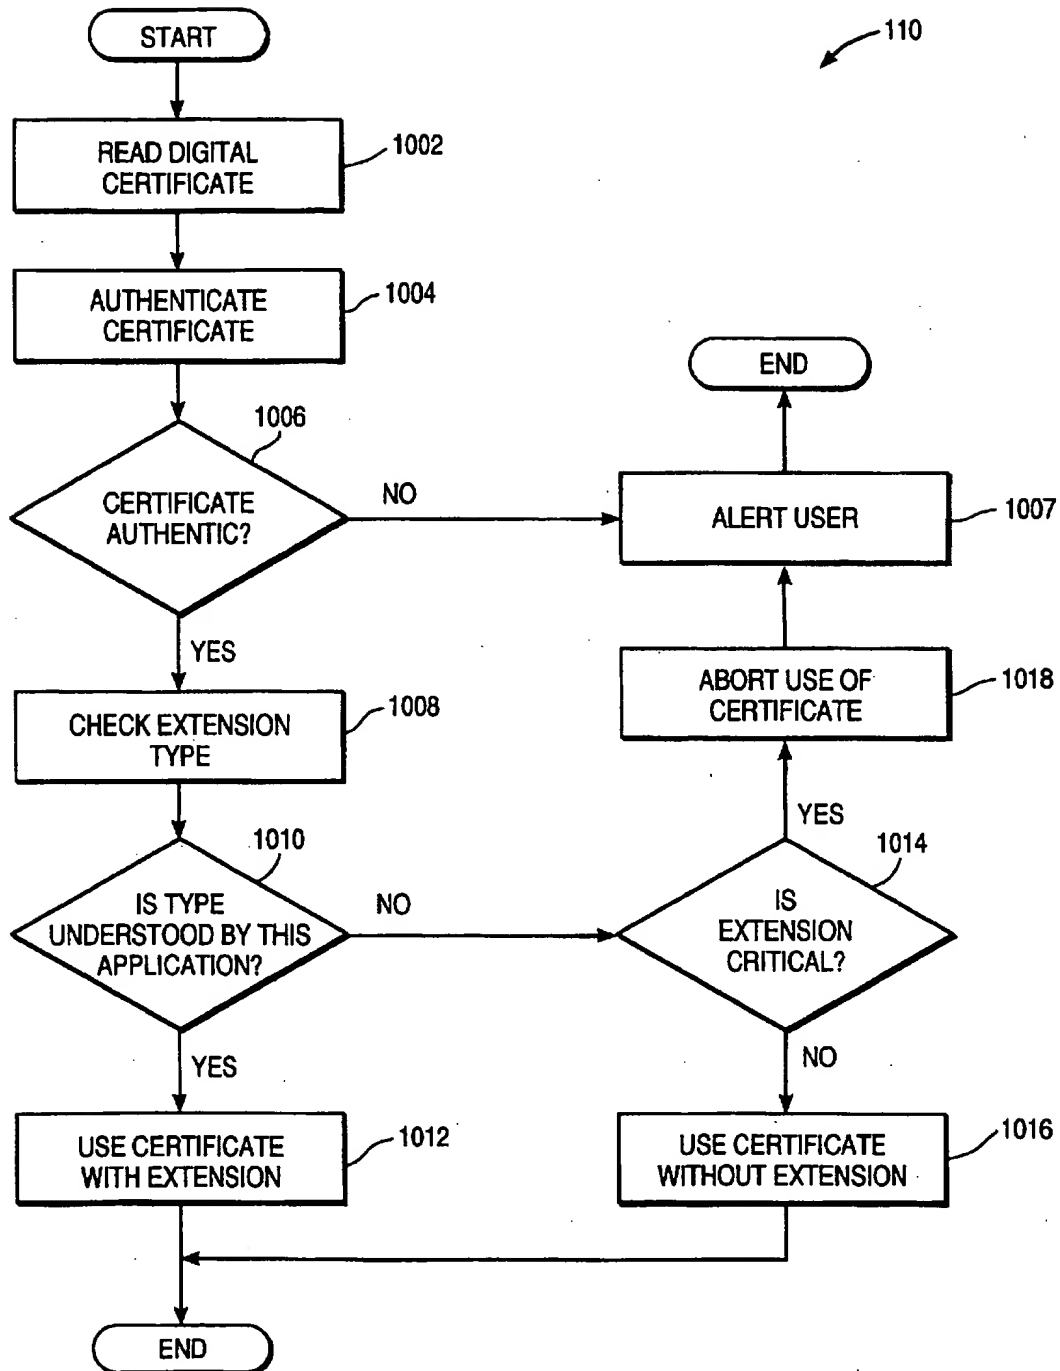 START
110
READ DIGITAL
CERTIFICATE
1002
AUTHENTICATE
CERTIFICATE
1004
END
1006
CERTIFICATE
AUTHENTIC?
NO
ALERT USER
1007
YES
ABORT USE OF
CERTIFICATE
1018
CHECK EXTENSION
TYPE
1008
YES
1010
1014
IS TYPE
UNDERSTOOD BY THIS
APPLICATION?
NO
IS
EXTENSION
CRITICAL?
YES
NO
USE CERTIFICATE
WITH EXTENSION
1012
USE CERTIFICATE
WITHOUT EXTENSION
1016
END